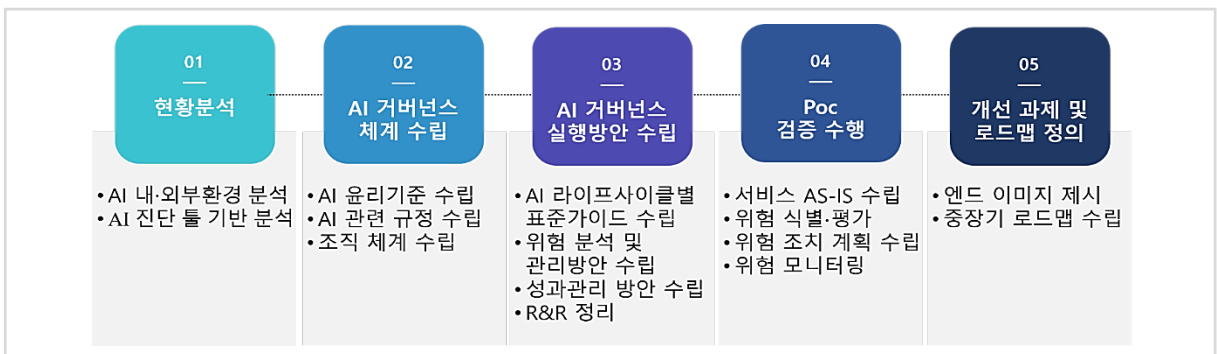 01
현황분석
• AI 내·외부환경 분석
• AI 진단 툴 기반 분석
02
AI 거버넌스
체계 수립
• AI 윤리기준 수립
• AI 관련 규정 수립
• 조직 체계 수립
03
AI 거버넌스
실행방안 수립
• AI 라이프사이클별
표준가이드 수립
• 위험 분석 및
관리방안 수립
• 성과관리 방안 수립
• R&R 정리
04
Poc
검증 수행
• 서비스 AS-IS 수립
• 위험 식별·평가
• 위험 조치 계획 수립
• 위험 모니터링
05
개선 과제 및
로드맵 정의
• 엔드 이미지 제시
• 중장기 로드맵 수립